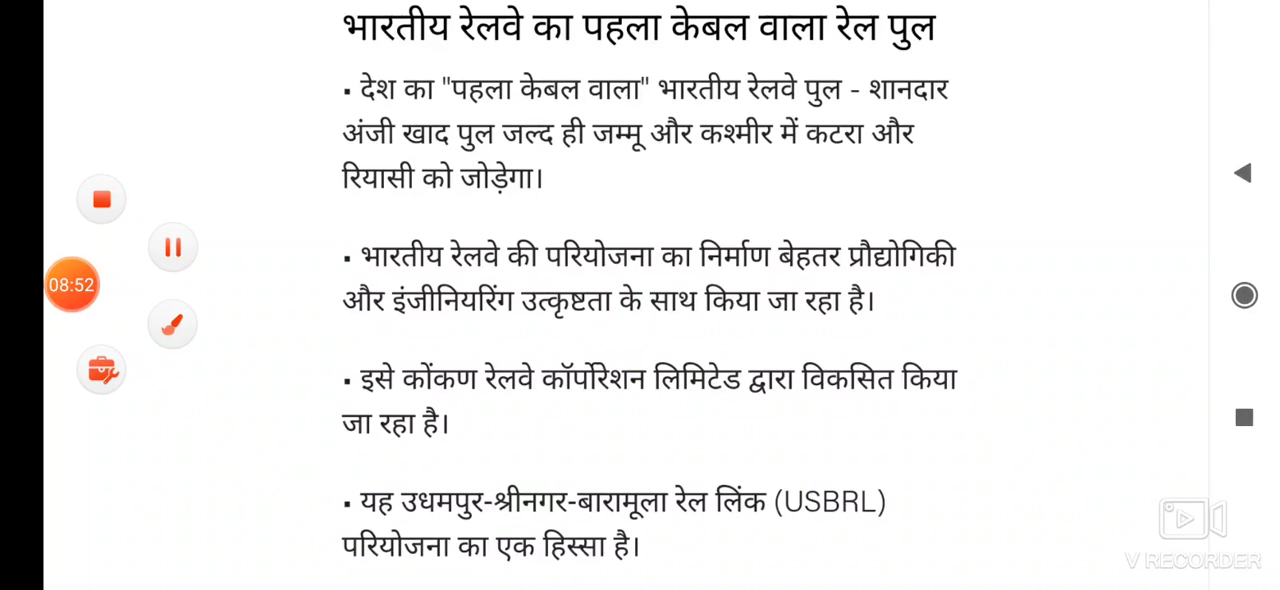 भारतीय रेलवे का पहला केबल वाला रेल पुल
▪ देश का "पहला केबल वाला" भारतीय रेलवे पुल - शानदार
अंजी खाद पुल जल्द ही जम्मू और कश्मीर में कटरा और
रियासी को जोड़ेगा।
▪ भारतीय रेलवे की परियोजना का निर्माण बेहतर प्रौद्योगिकी
और इंजीनियरिंग उत्कृष्टता के साथ किया जा रहा है।
▪ इसे कोंकण रेलवे कॉर्पोरेशन लिमिटेड द्वारा विकसित किया
जा रहा है।
▪ यह उधमपुर-श्रीनगर-बारामूला रेल लिंक (USBRL)
परियोजना का एक हिस्सा है।
08:52
V RECORDER